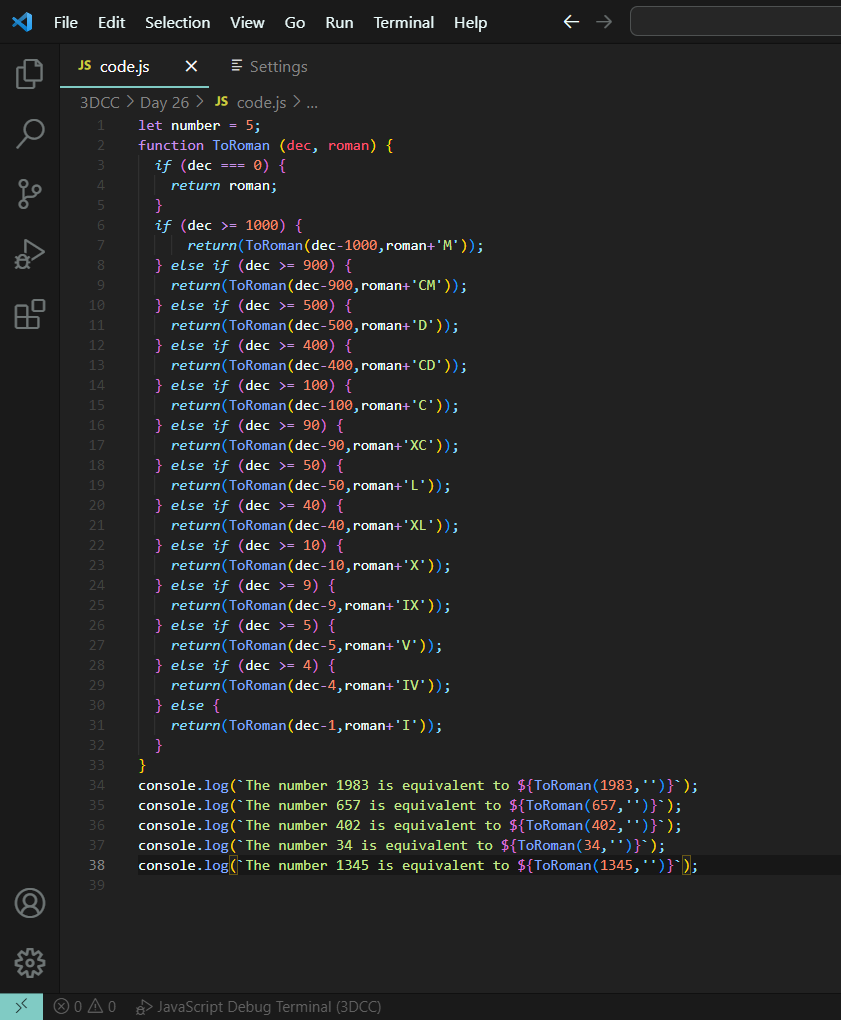 File Edit Selection View Go Run Terminal Help
JS code.js Settings
3DCC > Day 26 > JS code.js > ...
1 let number = 5;
2 function ToRoman (dec, roman) {
3 if (dec === 0) {
4 return roman;
5 }
6 if (dec >= 1000) {
7 return(ToRoman(dec-1000,roman+'M'));
8 } else if (dec >= 900) {
9 return(ToRoman(dec-900,roman+'CM'));
10 } else if (dec >= 500) {
11 return(ToRoman(dec-500,roman+'D'));
12 } else if (dec >= 400) {
13 return(ToRoman(dec-400,roman+'CD'));
14 } else if (dec >= 100) {
15 return(ToRoman(dec-100,roman+'C'));
16 } else if (dec >= 90) {
17 return(ToRoman(dec-90,roman+'XC'));
18 } else if (dec >= 50) {
19 return(ToRoman(dec-50,roman+'L'));
20 } else if (dec >= 40) {
21 return(ToRoman(dec-40,roman+'XL'));
22 } else if (dec >= 10) {
23 return(ToRoman(dec-10,roman+'X'));
24 } else if (dec >= 9) {
25 return(ToRoman(dec-9,roman+'IX'));
26 } else if (dec >= 5) {
27 return(ToRoman(dec-5,roman+'V'));
28 } else if (dec >= 4) {
29 return(ToRoman(dec-4,roman+'IV'));
30 } else {
31 return(ToRoman(dec-1,roman+'I'));
32 }
33 }
34 console.log(`The number 1983 is equivalent to ${ToRoman(1983,'')}`);
35 console.log(`The number 657 is equivalent to ${ToRoman(657,'')}`);
36 console.log(`The number 402 is equivalent to ${ToRoman(402,'')}`);
37 console.log(`The number 34 is equivalent to ${ToRoman(34,'')}`);
38 console.log(`The number 1345 is equivalent to ${ToRoman(1345,'')}`);
39
0 0 JavaScript Debug Terminal (3DCC)